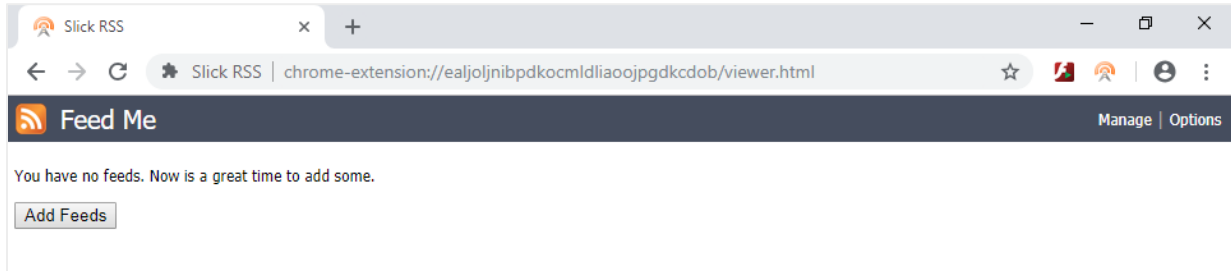 Slick RSS
Slick RSS | chrome-extension://ealjoljnibpdkocmldliaoojpgdkcdob/viewer.html
Feed Me
Manage | Options
You have no feeds. Now is a great time to add some.
Add Feeds